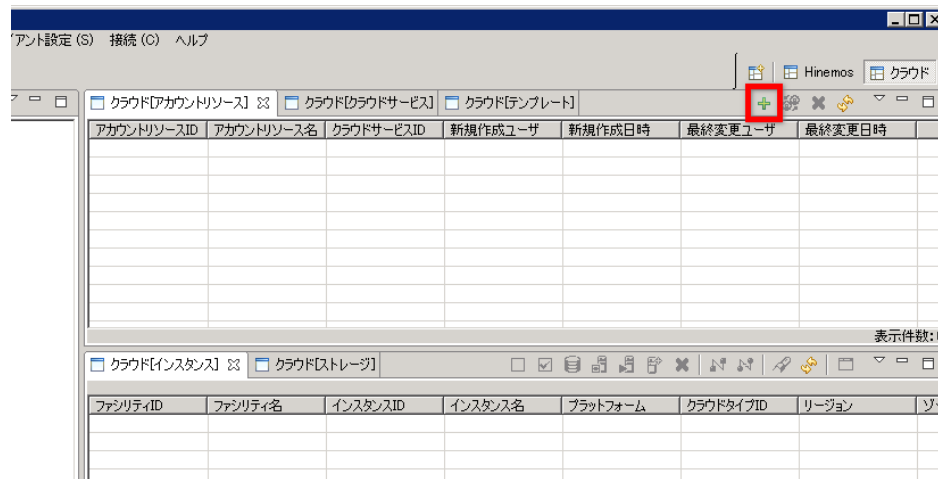 イアント設定(S) 接続(C) ヘルプ
Hinemos クラウド
クラウド[アカウントリソース] クラウド[クラウドサービス] クラウド[テンプレート]
アカウントリソースID アカウントリソース名 クラウドサービスID 新規作成ユーザ 新規作成日時 最終変更ユーザ 最終変更日時
表示件数:
クラウド[インスタンス] クラウド[ストレージ]
ファシリティID ファシリティ名 インスタンスID インスタンス名 プラットフォーム クラウドタイプID リージョン ゾ